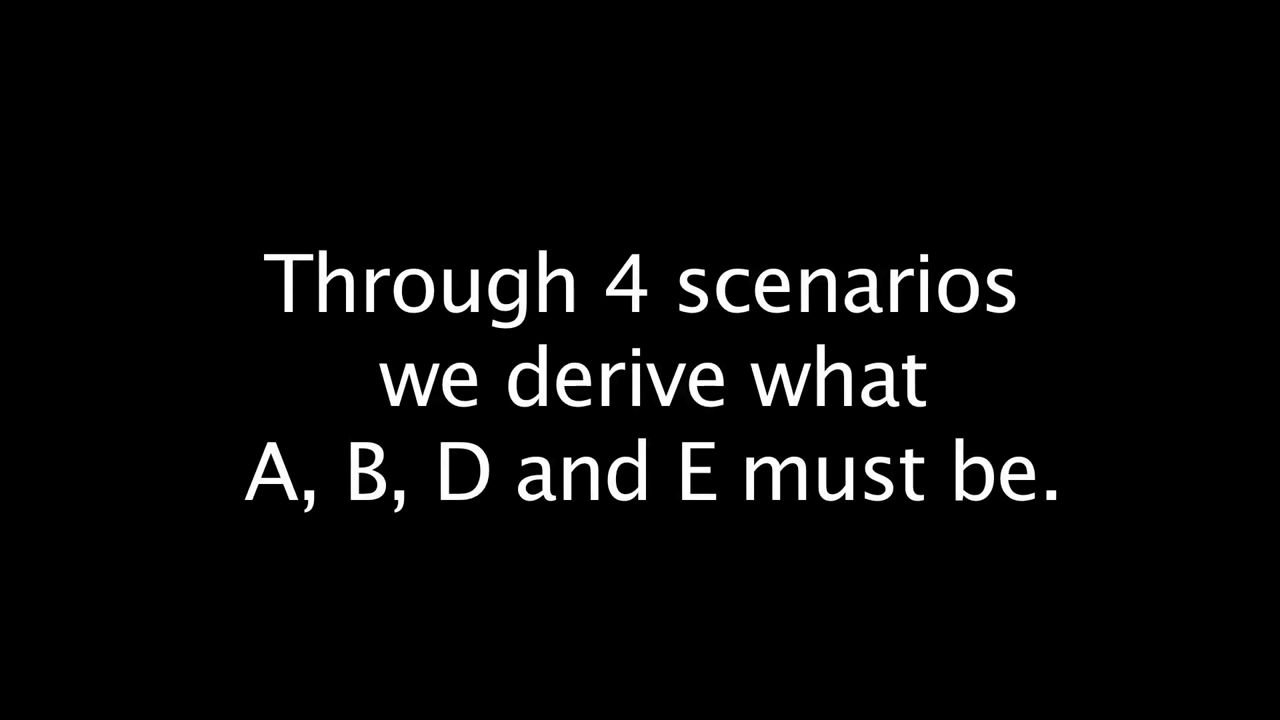 Through 4 scenarios
we derive what
A, B, D and E must be.